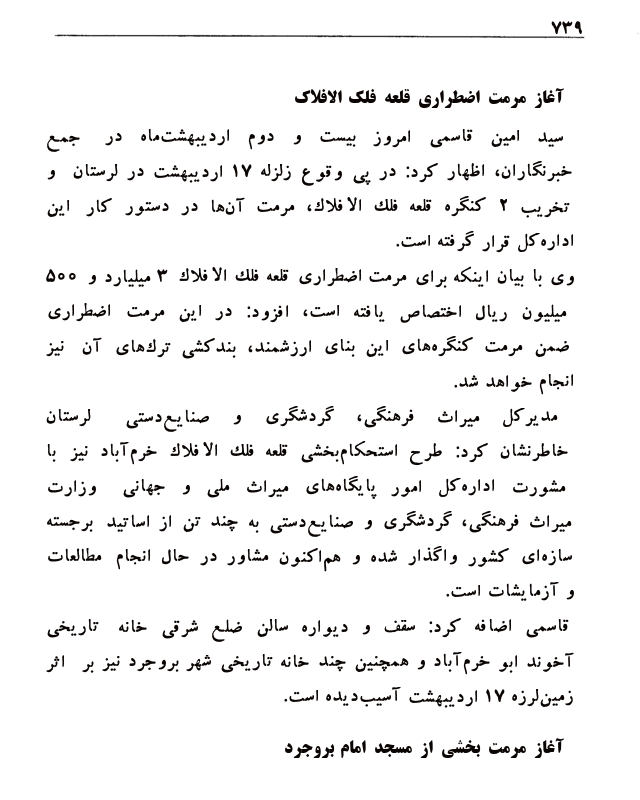 ۷۳۹
آغاز مرمت اضطراری قلعه فلک الافلاک
سید امین قاسمی امروز بیست و دوم اردیبهشت‌ماه در جمع
خبرنگاران، اظهار کرد: در پی وقوع زلزله ۱۷ اردیبهشت در لرستان و
تخریب ۲ کنگره قلعه فلك الافلاك، مرمت آن‌ها در دستور کار این
اداره‌کل قرار گرفته است.
وی با بیان اینکه برای مرمت اضطراری قلعه فلك الافلاك ۳ میلیارد و ۵۰۰
میلیون ریال اختصاص یافته است، افزود: در این مرمت اضطراری
ضمن مرمت کنگره‌های این بنای ارزشمند، بندکشی ترك‌های آن نیز
انجام خواهد شد.
مدیرکل میراث فرهنگی، گردشگری و صنایع‌دستی لرستان
خاطرنشان کرد: طرح استحکام‌بخشی قلعه فلك الافلاك خرم‌آباد نیز با
مشورت اداره‌کل امور پایگاه‌های میراث ملی و جهانی وزارت
میراث فرهنگی، گردشگری و صنایع‌دستی به چند تن از اساتید برجسته
سازه‌ای کشور واگذار شده و هم‌اکنون مشاور در حال انجام مطالعات
و آزمایشات است.
قاسمی اضافه کرد: سقف و دیواره سالن ضلع شرقی خانه تاریخی
آخوند ابو خرم‌آباد و همچنین چند خانه تاریخی شهر بروجرد نیز بر اثر
زمین‌لرزه ۱۷ اردیبهشت آسیب‌دیده است.
آغاز مرمت بخشی از مسجد امام بروجرد